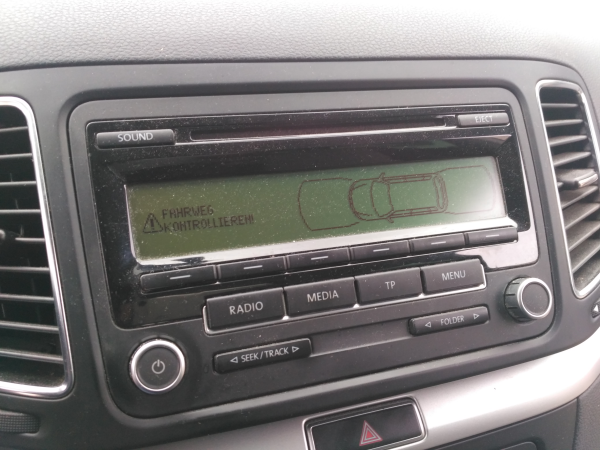 SOUND
EJECT
FAHRWEG
KONTROLLIEREN!
RADIO
MEDIA
TP
MENU
SEEK/TRACK
FOLDER